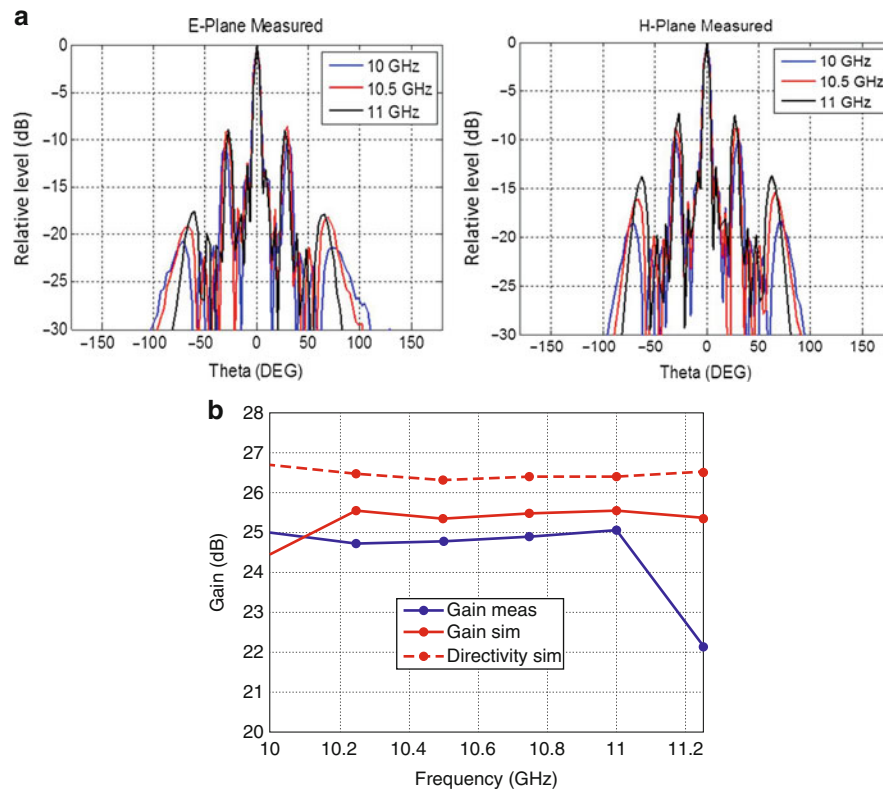 a
E-Plane Measured
0
−5
−10
−15
−20
−25
−30
Relative level (dB)
−150
−100
−50
0
50
100
150
Theta (DEG)
10 GHz
10.5 GHz
11 GHz
H-Plane Measured
0
−5
−10
−15
−20
−25
−30
Relative level (dB)
−150
−100
−50
0
50
100
150
Theta (DEG)
10 GHz
10.5 GHz
11 GHz
b
28
27
26
25
24
23
22
21
20
Gain (dB)
Gain meas
Gain sim
Directivity sim
10
10.2
10.4
10.6
10.8
11
11.2
Frequency (GHz)